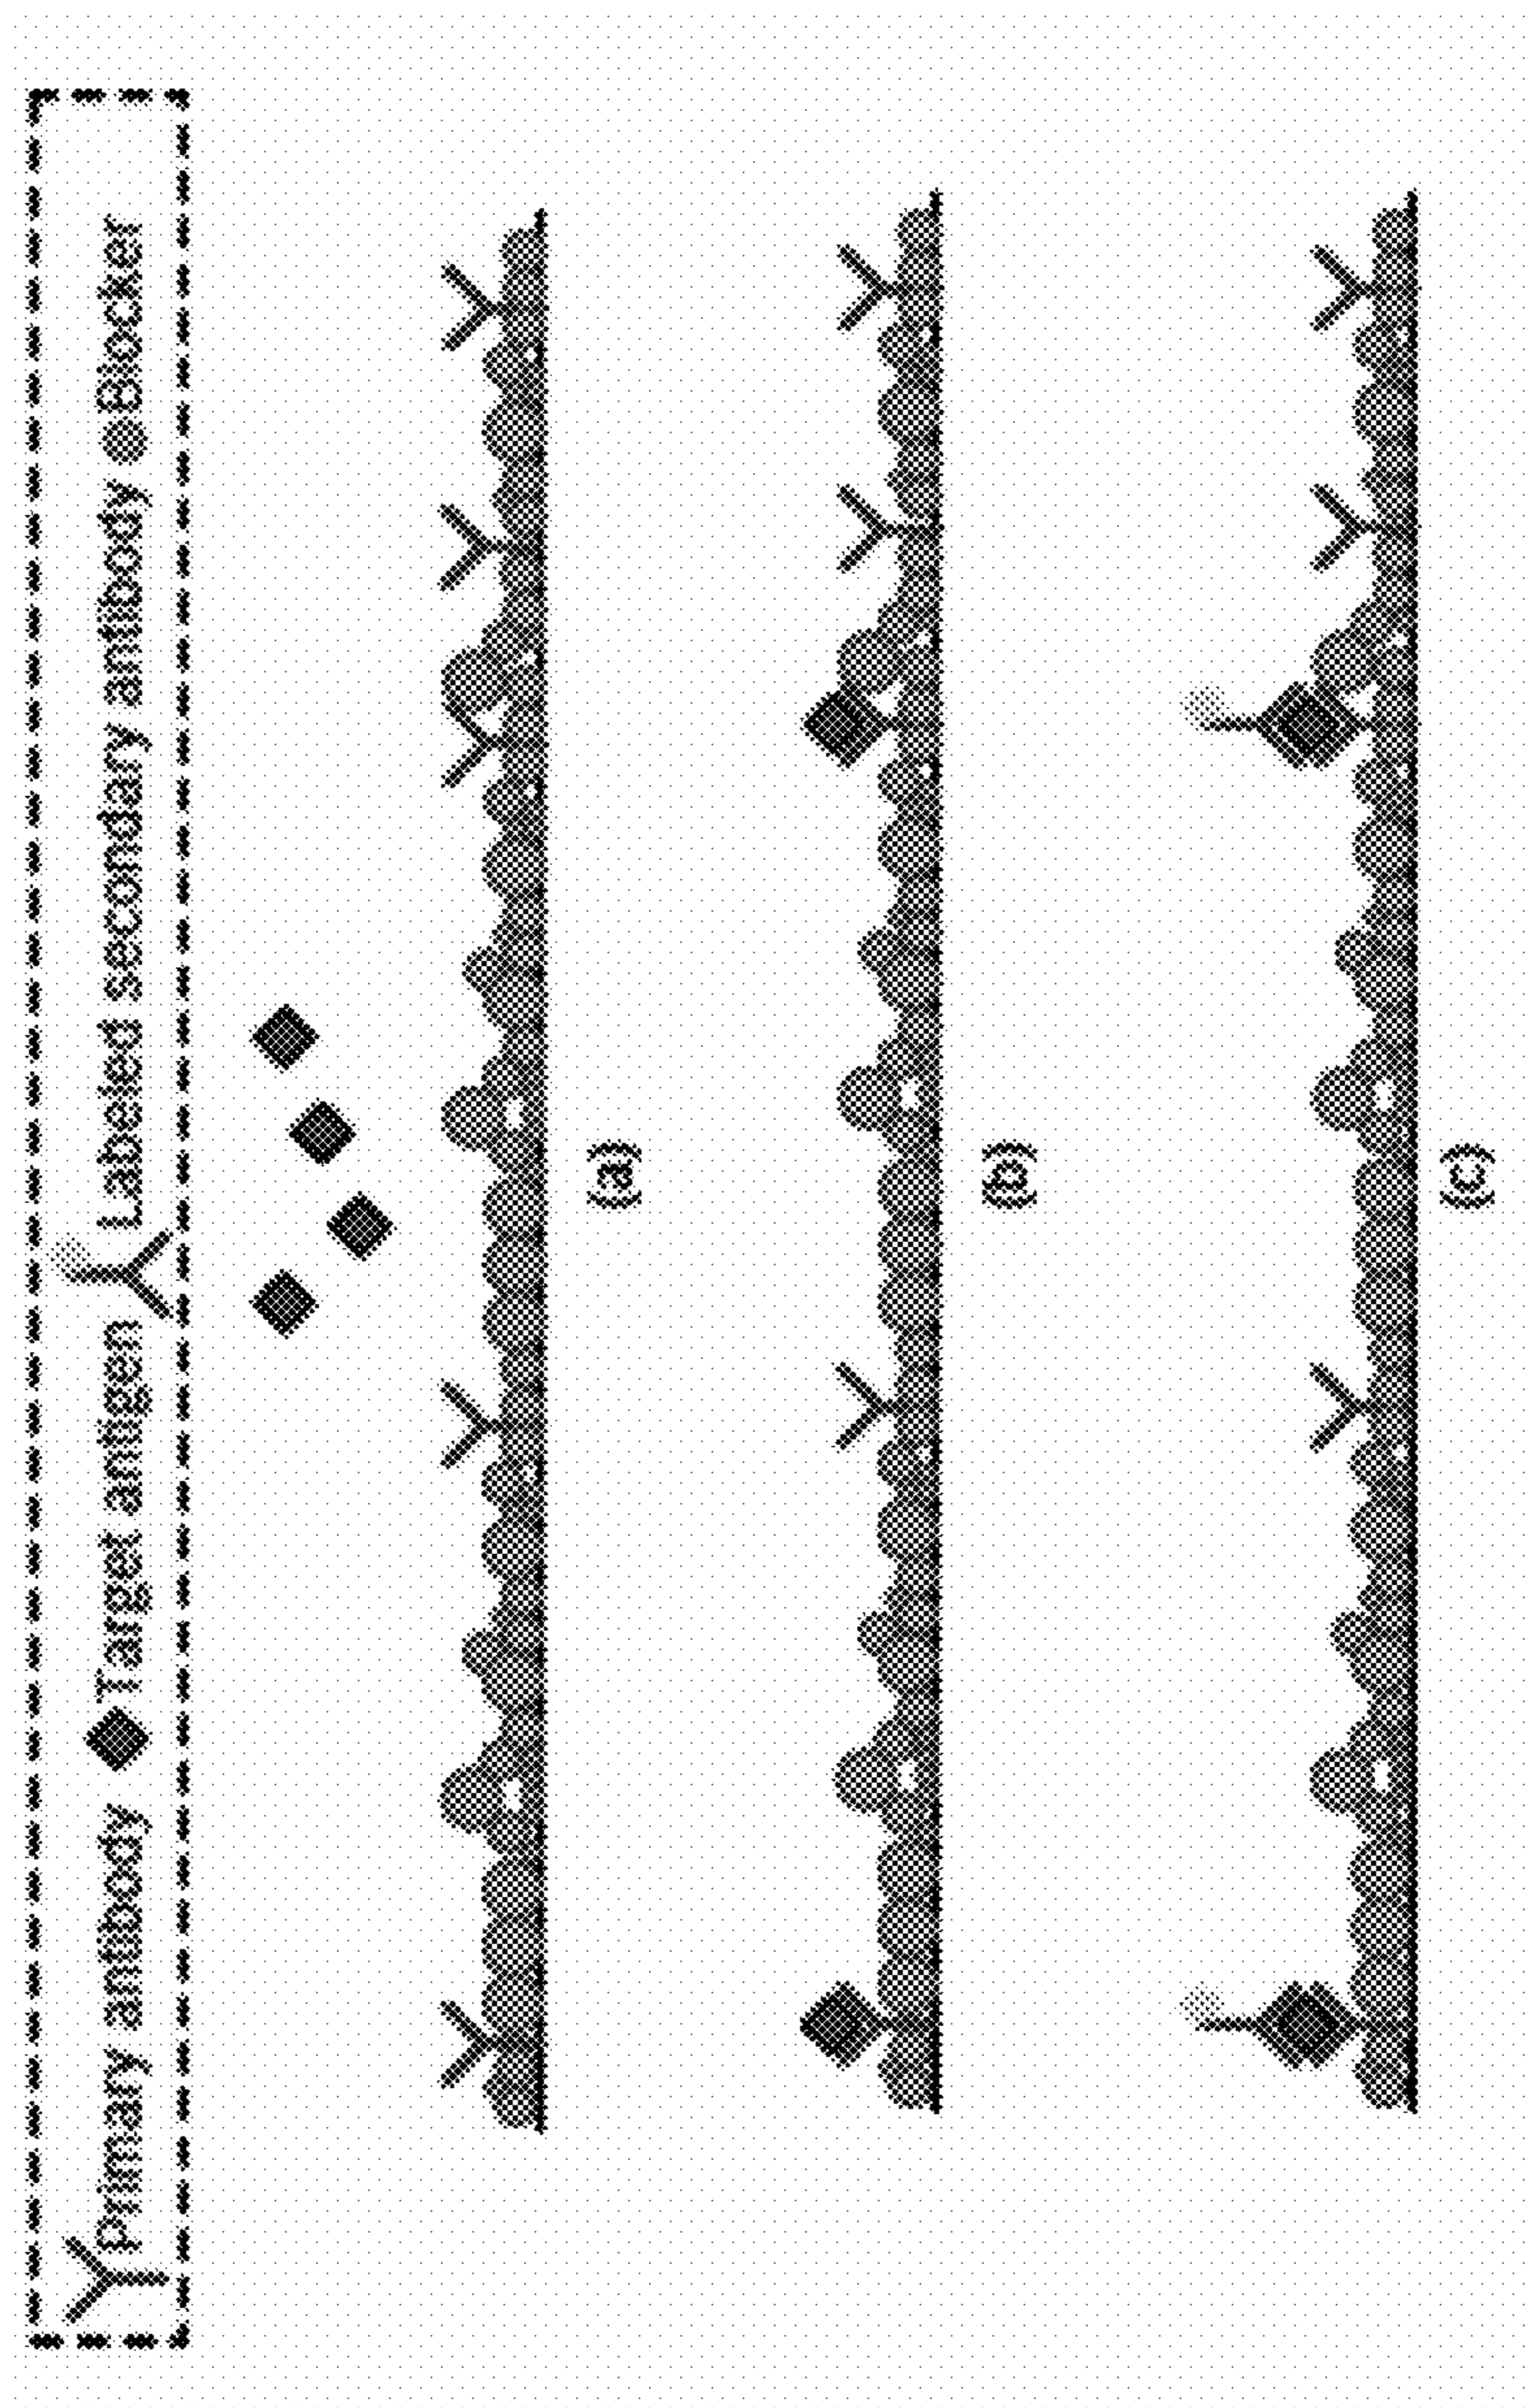 Primary antibody Target antigen Labeled secondary antibody Blocker
(a)
(b)
(c)